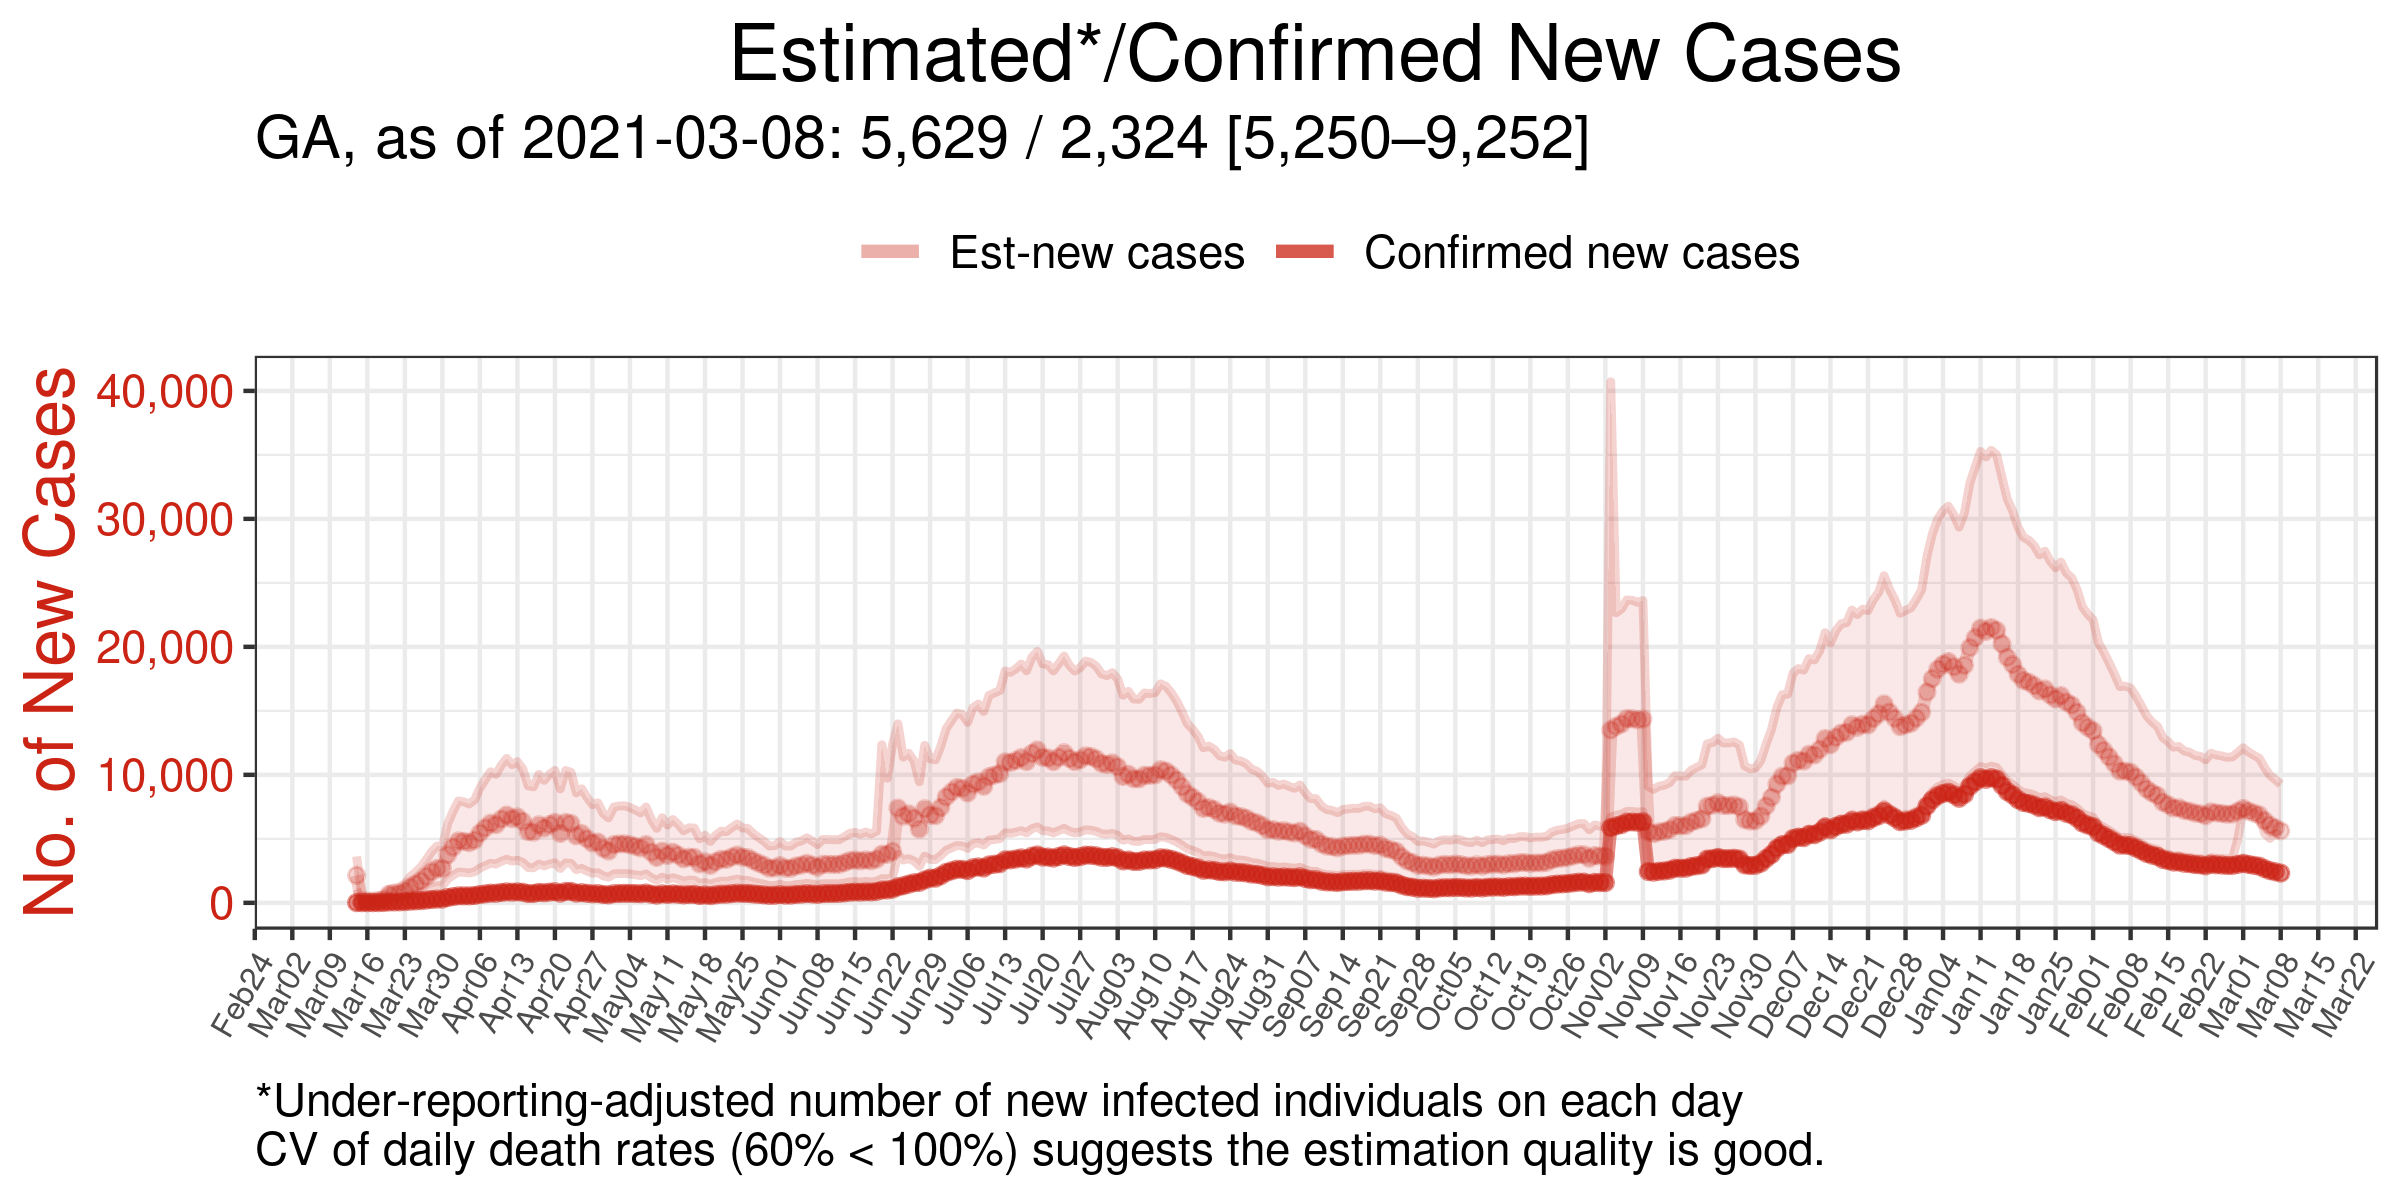 Estimated*/Confirmed New Cases
GA, as of 2021-03-08: 5,629 / 2,324 [5,250–9,252]
Est-new cases
Confirmed new cases
No. of New Cases
40,000
30,000
20,000
10,000
0
Feb24
Mar02
Mar09
Mar16
Mar23
Mar30
Apr06
Apr13
Apr20
Apr27
May04
May11
May18
May25
Jun01
Jun08
Jun15
Jun22
Jun29
Jul06
Jul13
Jul20
Jul27
Aug03
Aug10
Aug17
Aug24
Aug31
Sep07
Sep14
Sep21
Sep28
Oct05
Oct12
Oct19
Oct26
Nov02
Nov09
Nov16
Nov23
Nov30
Dec07
Dec14
Dec21
Dec28
Jan04
Jan11
Jan18
Jan25
Feb01
Feb08
Feb15
Feb22
Mar01
Mar08
Mar15
Mar22
*Under-reporting-adjusted number of new infected individuals on each day
CV of daily death rates (60% < 100%) suggests the estimation quality is good.